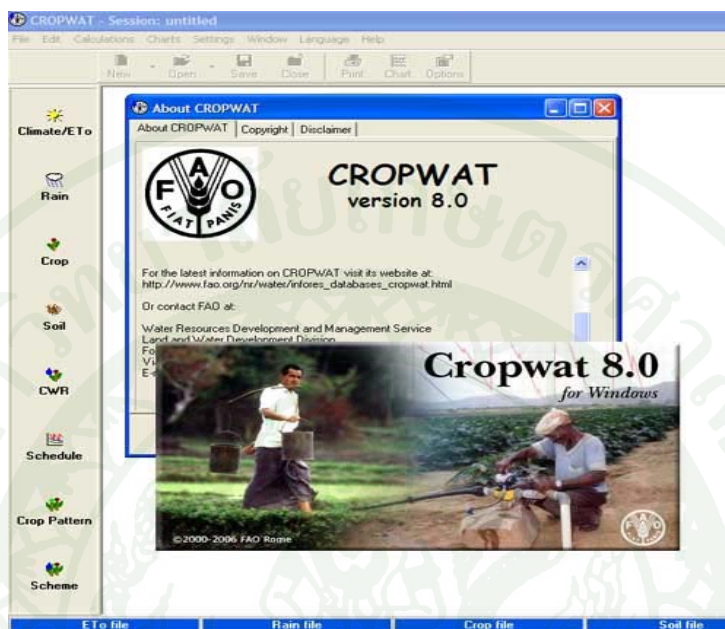 CROPWAT - Session: untitled
File Edit Calculations Charts Settings Window Language Help
New Open Save Close Print Chart Options
Climate/ETo
Rain
Crop
Soil
CWR
Schedule
Crop Pattern
Scheme
About CROPWAT
About CROPWAT Copyright Disclaimer
FAO
FIAT PANIS
CROPWAT
version 8.0
For the latest information on CROPWAT visit its website at:
http://www.fao.org/nr/water/infores_databases_cropwat.html
Or contact FAO at:
Water Resources Development and Management Service
Land and Water Development Division
Cropwat 8.0
for Windows
©2000-2006 FAO Rome
ETo file Rain file Crop file Soil file